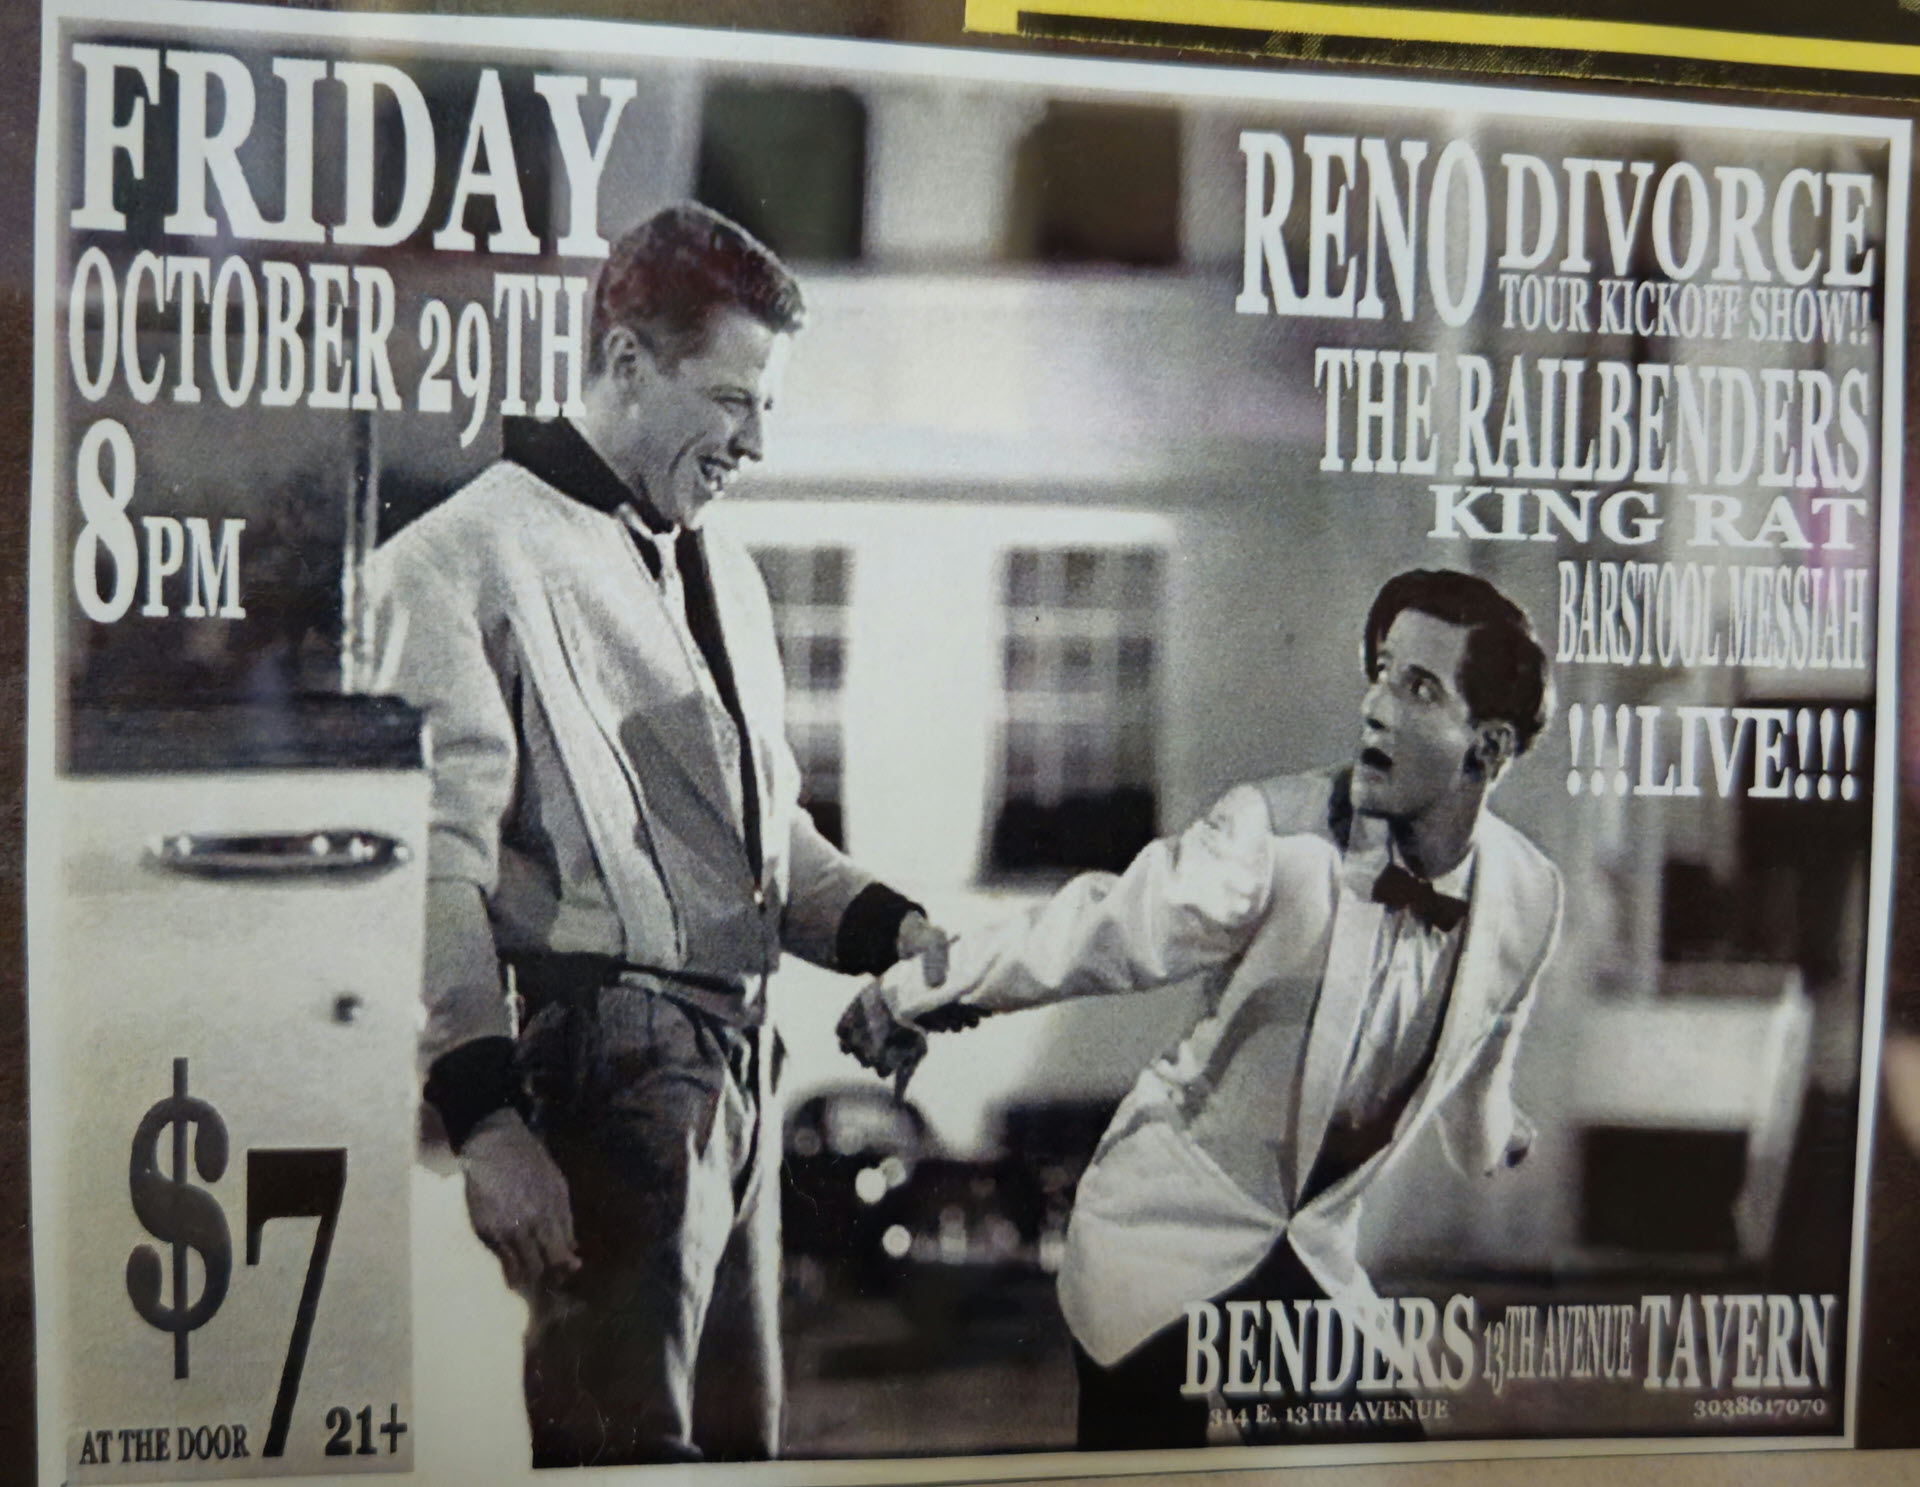 FRIDAY
OCTOBER 29TH
8PM
RENO DIVORCE
TOUR KICKOFF SHOW!!
THE RAILBENDERS
KING RAT
BARSTOOL MESSIAH
!!!LIVE!!!
$7
AT THE DOOR
21+
BENDERS 13TH AVENUE TAVERN
314 E. 13TH AVENUE
3038617070